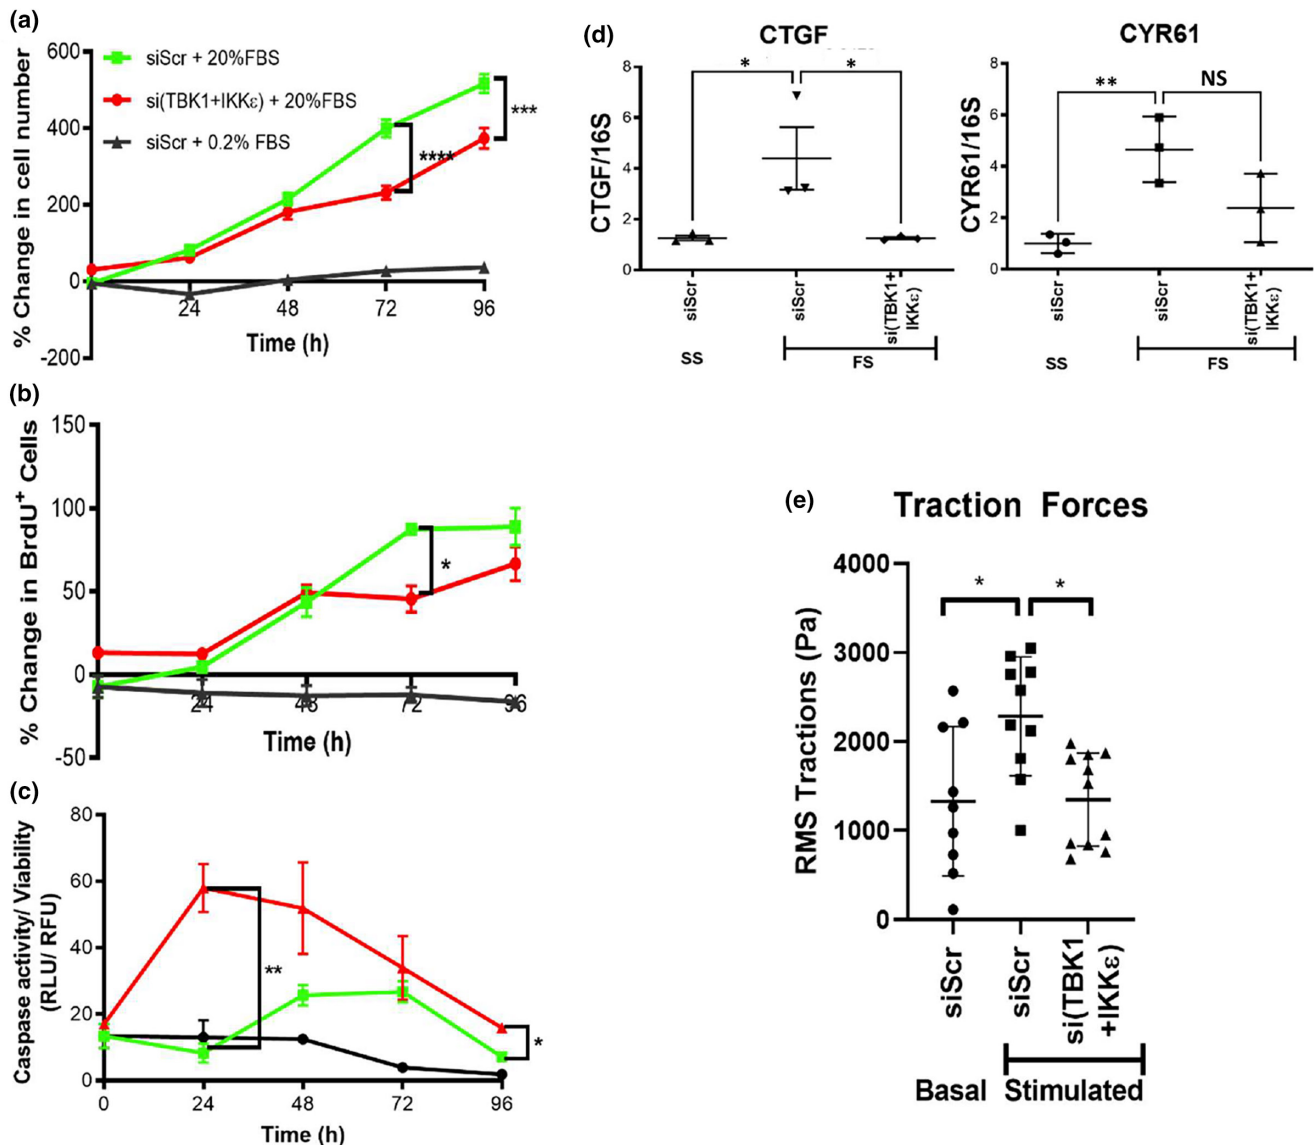 (a)
% Change in cell number
600
400
200
0
-200
siScr + 20%FBS
si(TBK1+IKKε) + 20%FBS
siScr + 0.2% FBS
***
****
24 48 72 96
Time (h)
(b)
% Change in BrdU+ Cells
150
100
50
0
-50
*
24 48 72 96
Time (h)
(c)
Caspase activity/ Viability
(RLU/ RFU)
80
60
40
20
0
**
*
0 24 48 72 96
Time (h)
(d)
CTGF
CTGF/16S
8
6
4
2
0
* *
siScr
siScr
si(TBK1+
IKKε)
SS
FS
CYR61
CYR61/16S
8
6
4
2
0
** NS
siScr
siScr
si(TBK1+
IKKε)
SS
FS
(e)
Traction Forces
RMS Tractions (Pa)
4000
3000
2000
1000
0
* *
siScr
siScr
si(TBK1
+IKKε)
Basal
Stimulated